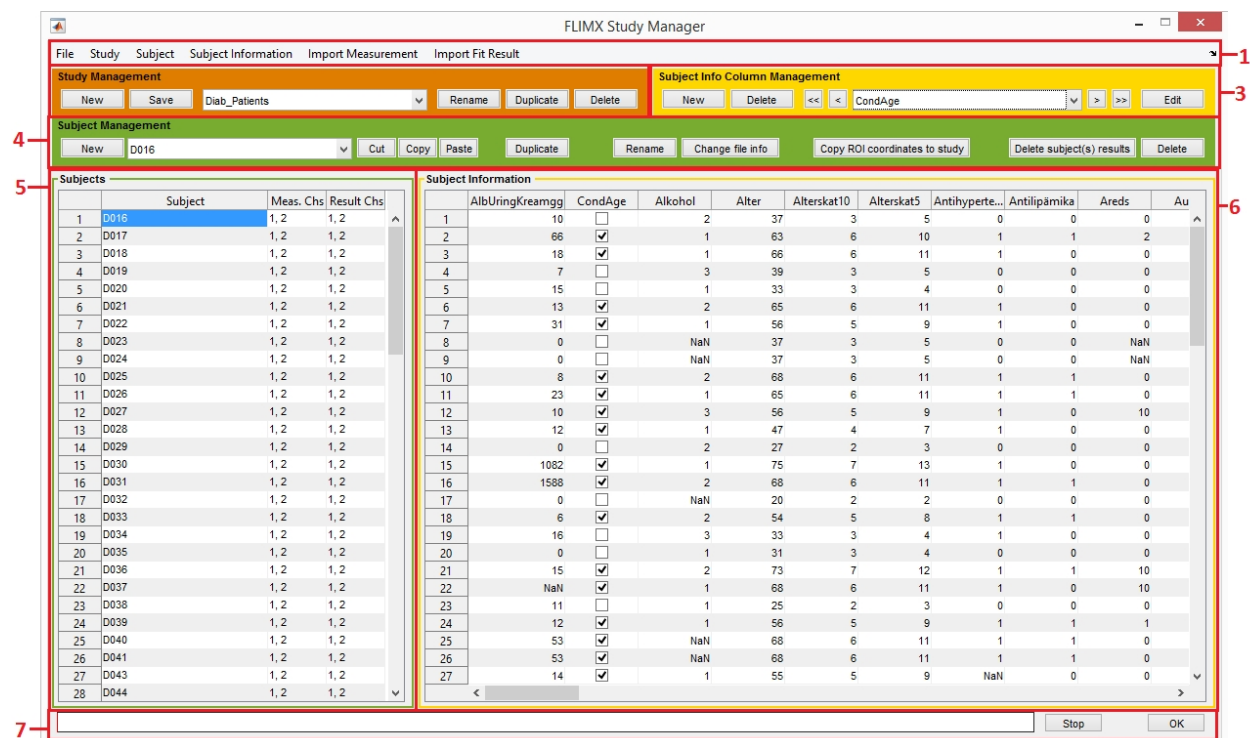 FLIMX Study Manager
File Study Subject Subject Information Import Measurement Import Fit Result
1
Study Management
New Save Diab_Patients Rename Duplicate Delete
Subject Info Column Management
New Delete << < CondAge > >> Edit
3
4
Subject Management
New D016 Cut Copy Paste Duplicate Rename Change file info Copy ROI coordinates to study Delete subject(s) results Delete
5
Subjects
Subject Meas. Chs Result Chs
1 D016 1, 2 1, 2
2 D017 1, 2 1, 2
3 D018 1, 2 1, 2
4 D019 1, 2 1, 2
5 D020 1, 2 1, 2
6 D021 1, 2 1, 2
7 D022 1, 2 1, 2
8 D023 1, 2 1, 2
9 D024 1, 2 1, 2
10 D025 1, 2 1, 2
11 D026 1, 2 1, 2
12 D027 1, 2 1, 2
13 D028 1, 2 1, 2
14 D029 1, 2 1, 2
15 D030 1, 2 1, 2
16 D031 1, 2 1, 2
17 D032 1, 2 1, 2
18 D033 1, 2 1, 2
19 D034 1, 2 1, 2
20 D035 1, 2 1, 2
21 D036 1, 2 1, 2
22 D037 1, 2 1, 2
23 D038 1, 2 1, 2
24 D039 1, 2 1, 2
25 D040 1, 2 1, 2
26 D041 1, 2 1, 2
27 D043 1, 2 1, 2
28 D044 1, 2 1, 2
Subject Information
6
AlbUringKreamgg CondAge Alkohol Alter Alterskat10 Alterskat5 Antihyperte... Antilipämika Areds Au
1 10 2 37 3 5 0 0 0
2 66 1 63 6 10 1 1 2
3 18 1 66 6 11 1 0 0
4 7 3 39 3 5 0 0 0
5 15 1 33 3 4 0 0 0
6 13 2 65 6 11 1 0 0
7 31 1 56 5 9 1 0 0
8 0 NaN 37 3 5 0 0 NaN
9 0 NaN 37 3 5 0 0 NaN
10 8 2 68 6 11 1 1 0
11 23 1 65 6 11 1 1 0
12 10 3 56 5 9 1 0 10
13 12 1 47 4 7 1 0 0
14 0 2 27 2 3 0 0 0
15 1082 1 75 7 13 1 0 0
16 1588 2 68 6 11 1 1 0
17 0 NaN 20 2 2 0 0 0
18 6 2 54 5 8 1 1 0
19 16 3 33 3 4 1 0 0
20 0 1 31 3 4 0 0 0
21 15 2 73 7 12 1 1 10
22 NaN 1 68 6 11 1 0 10
23 11 1 25 2 3 0 0 0
24 12 1 56 5 9 1 1 1
25 53 NaN 68 6 11 1 1 0
26 53 NaN 68 6 11 1 1 0
27 14 1 55 5 9 NaN 0 0
7
Stop OK